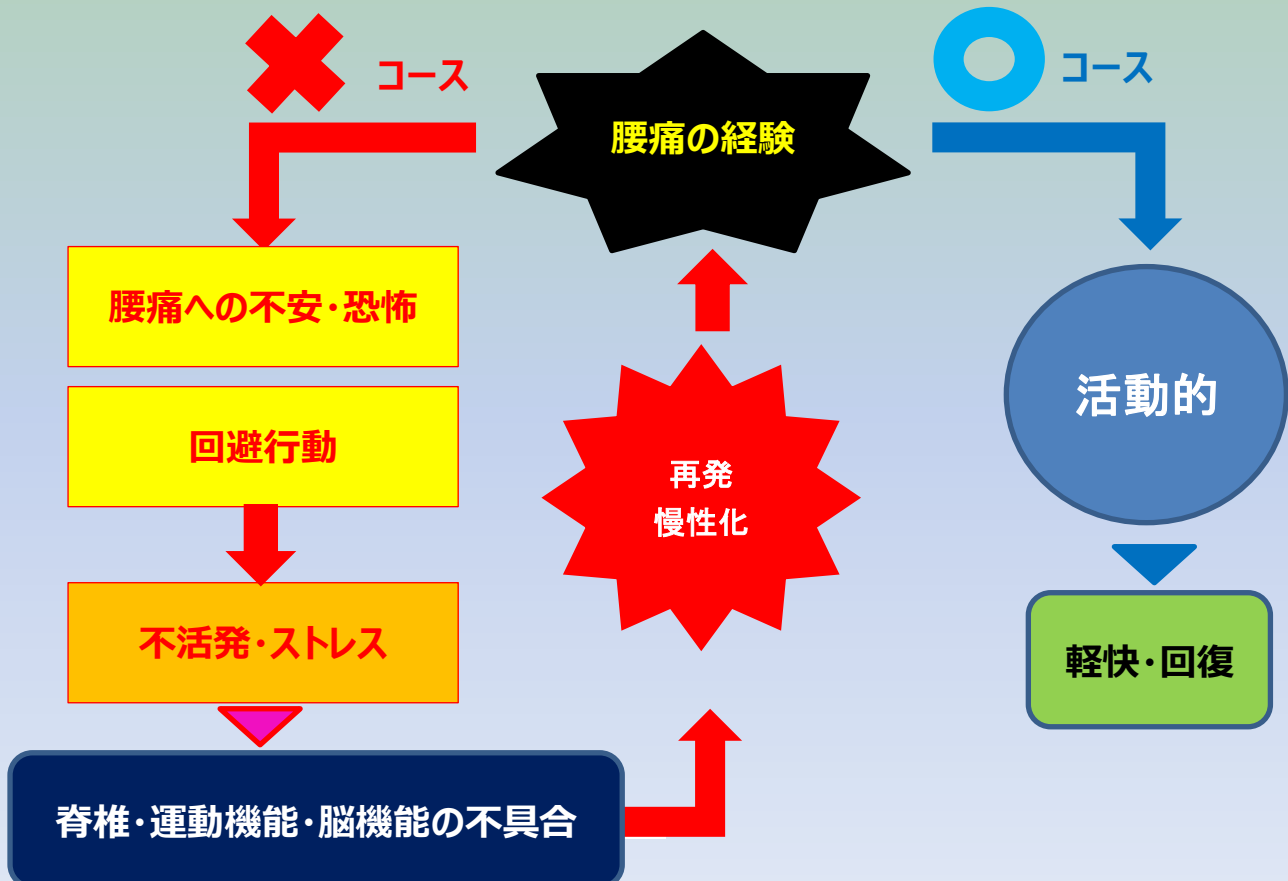 コース
腰痛の経験
コース
腰痛への不安・恐怖
回避行動
不活発・ストレス
脊椎・運動機能・脳機能の不具合
再発
慢性化
活動的
軽快・回復